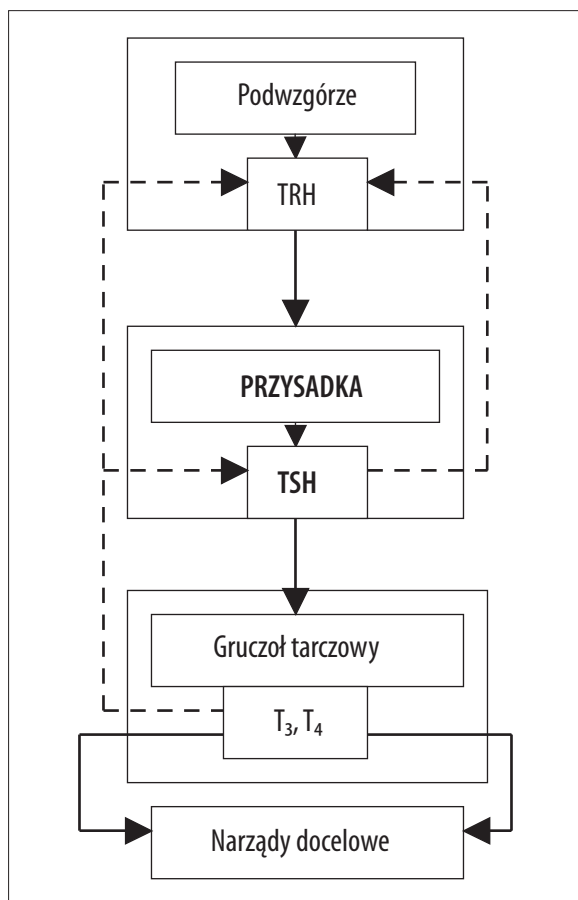 Podwzgórze
TRH
PRZYSADKA
TSH
Gruczoł tarczowy
T₃, T₄
Narządy docelowe